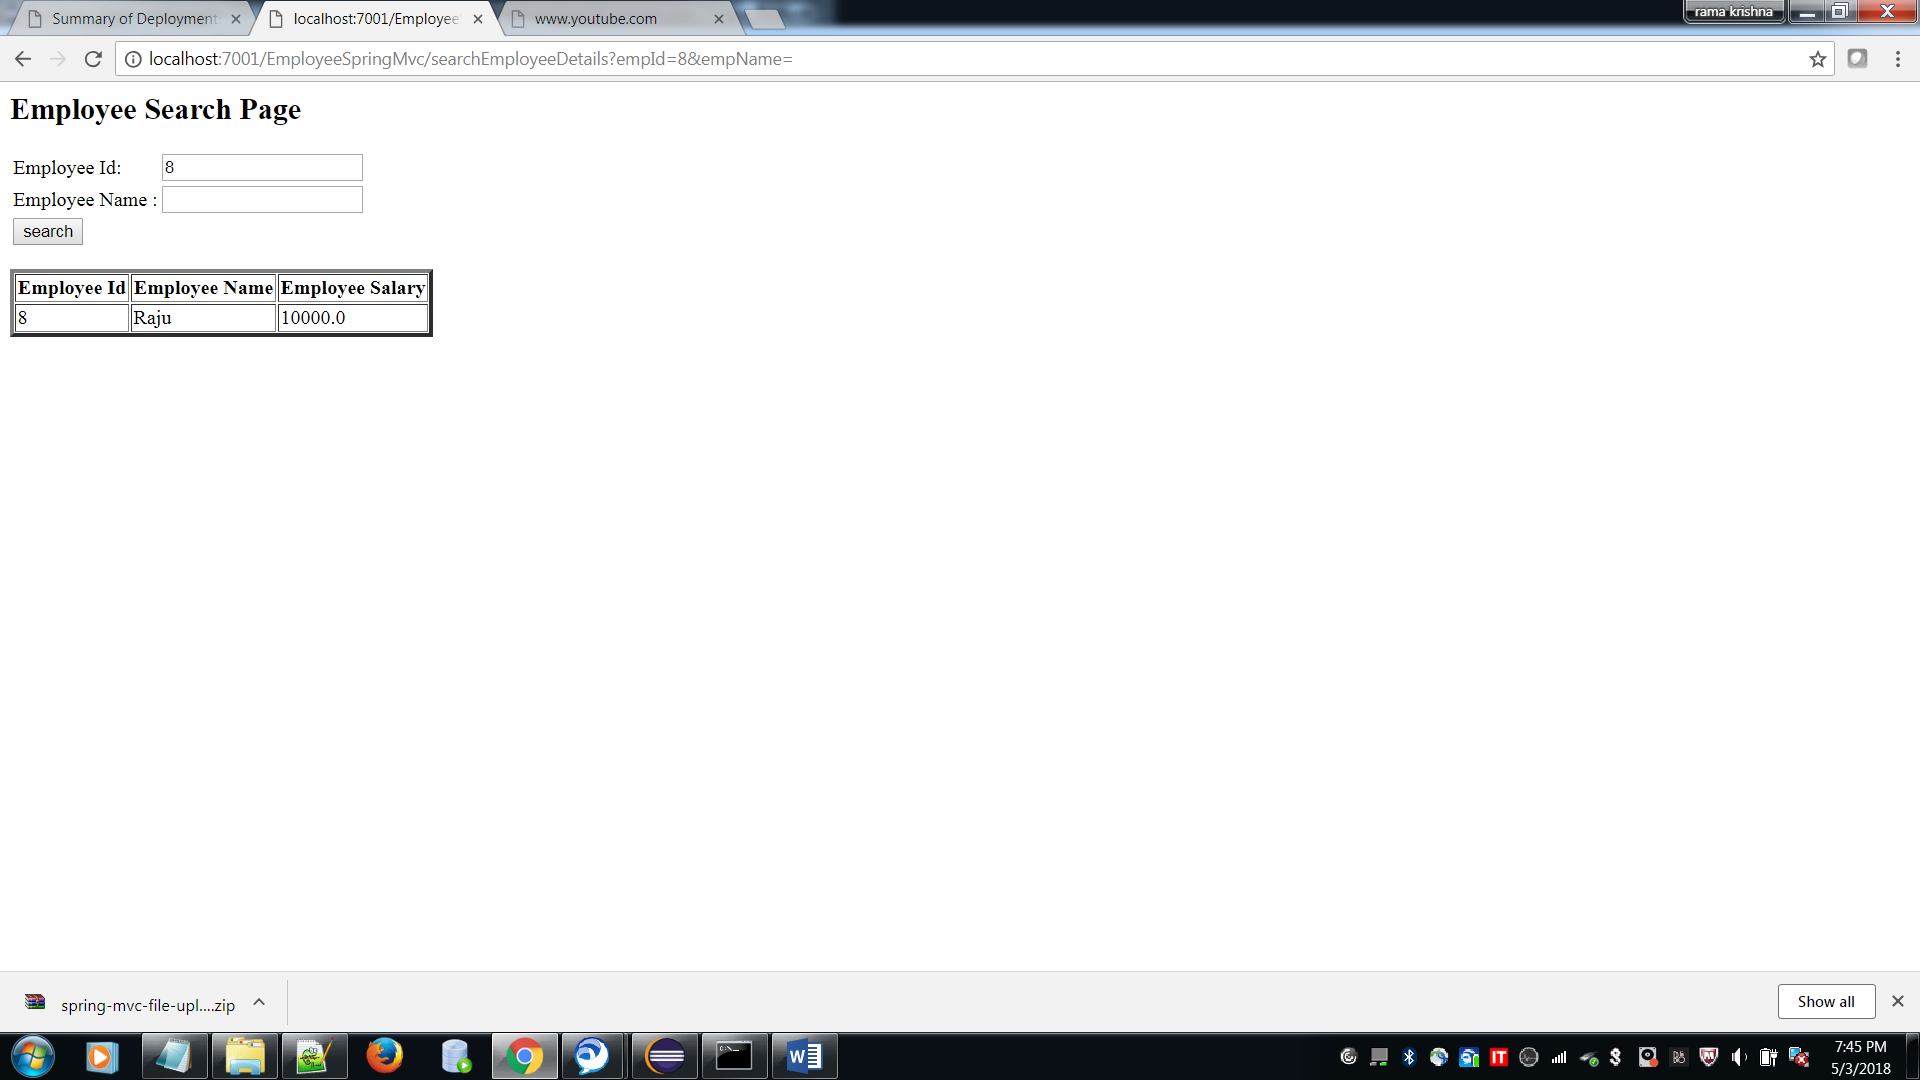 Summary of Deployment
localhost:7001/Employee
www.youtube.com
rama krishna
localhost:7001/EmployeeSpringMvc/searchEmployeeDetails?empId=8&empName=
Employee Search Page
Employee Id:
8
Employee Name :
search
Employee Id Employee Name Employee Salary
8 Raju 10000.0
spring-mvc-file-upl....zip
Show all
IT
7:45 PM
5/3/2018